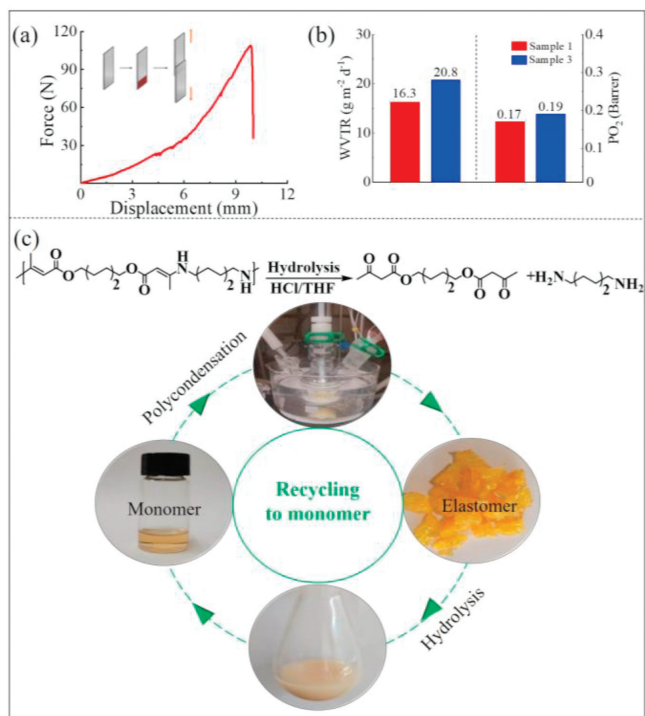 (a)
120
90
60
30
0
3
6
9
12
Force (N)
Displacement (mm)
(b)
30
20
10
0
WVTR (g m⁻² d⁻¹)
Sample 1
Sample 3
16.3
20.8
0.17
0.19
0.4
0.3
0.2
0.1
0
PO₂ (Barrer)
(c)
O O O O H N 2 O O N H 2
Hydrolysis
HCl/THF
O O O O 2 O O + H₂N 2 NH₂
Polycondensation
Monomer
Recycling
to monomer
Elastomer
Hydrolysis